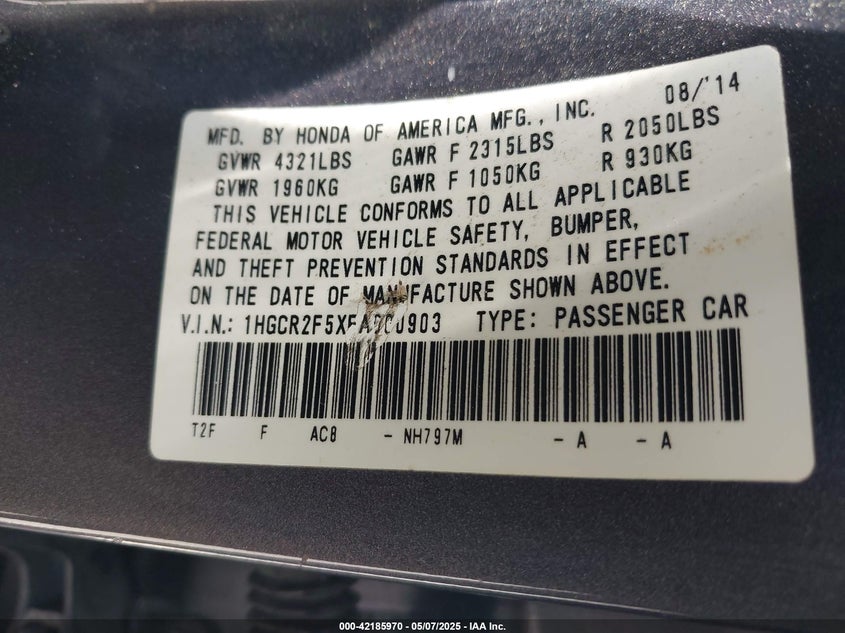 08/'14
MFD. BY HONDA OF AMERICA MFG., INC.
GVWR 4321LBS GAWR F 2315LBS R 2050LBS
GVWR 1960KG GAWR F 1050KG R 930KG
THIS VEHICLE CONFORMS TO ALL APPLICABLE
FEDERAL MOTOR VEHICLE SAFETY, BUMPER,
AND THEFT PREVENTION STANDARDS IN EFFECT
ON THE DATE OF MANUFACTURE SHOWN ABOVE.
V.I.N.: TYPE: PASSENGER CAR
T2F F AC8 - NH797M - A - A
000-42185970 - 05/07/2025 - IAA Inc.